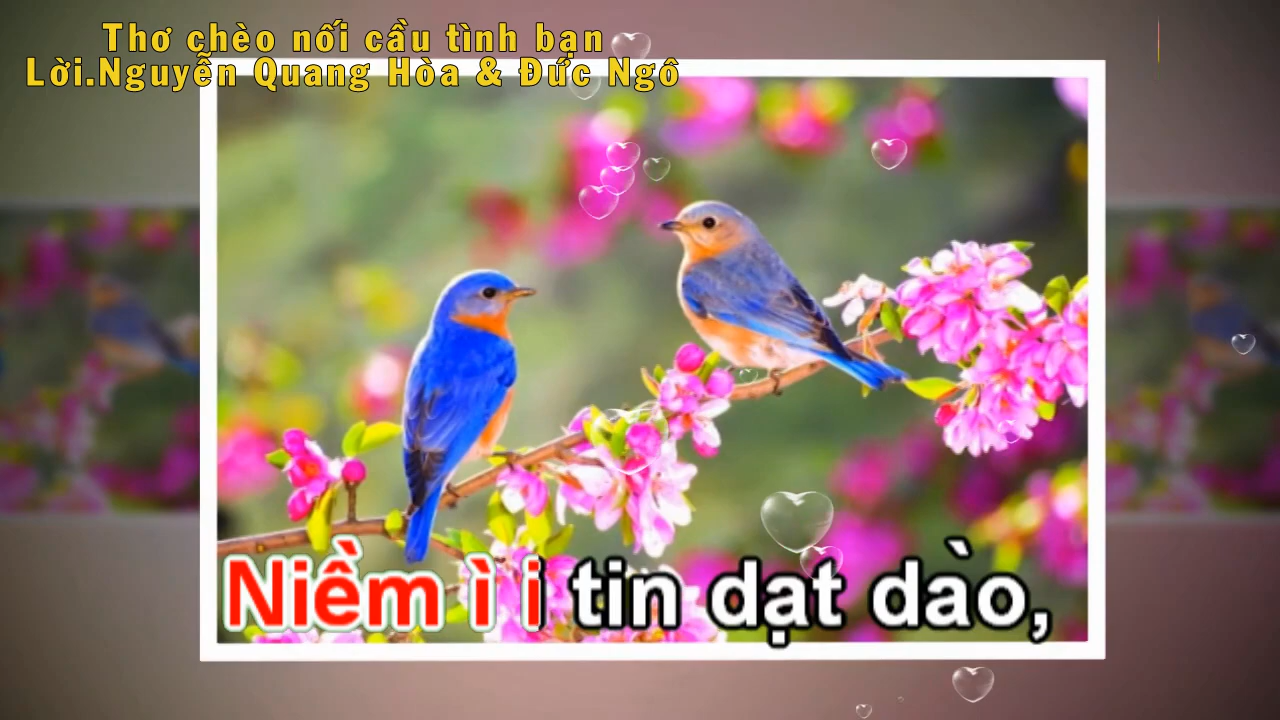 Thơ chèo nối cầu tình bạn
Lời.Nguyễn Quang Hòa & Đức Ngô
Niềm ì i tin dạt dào,